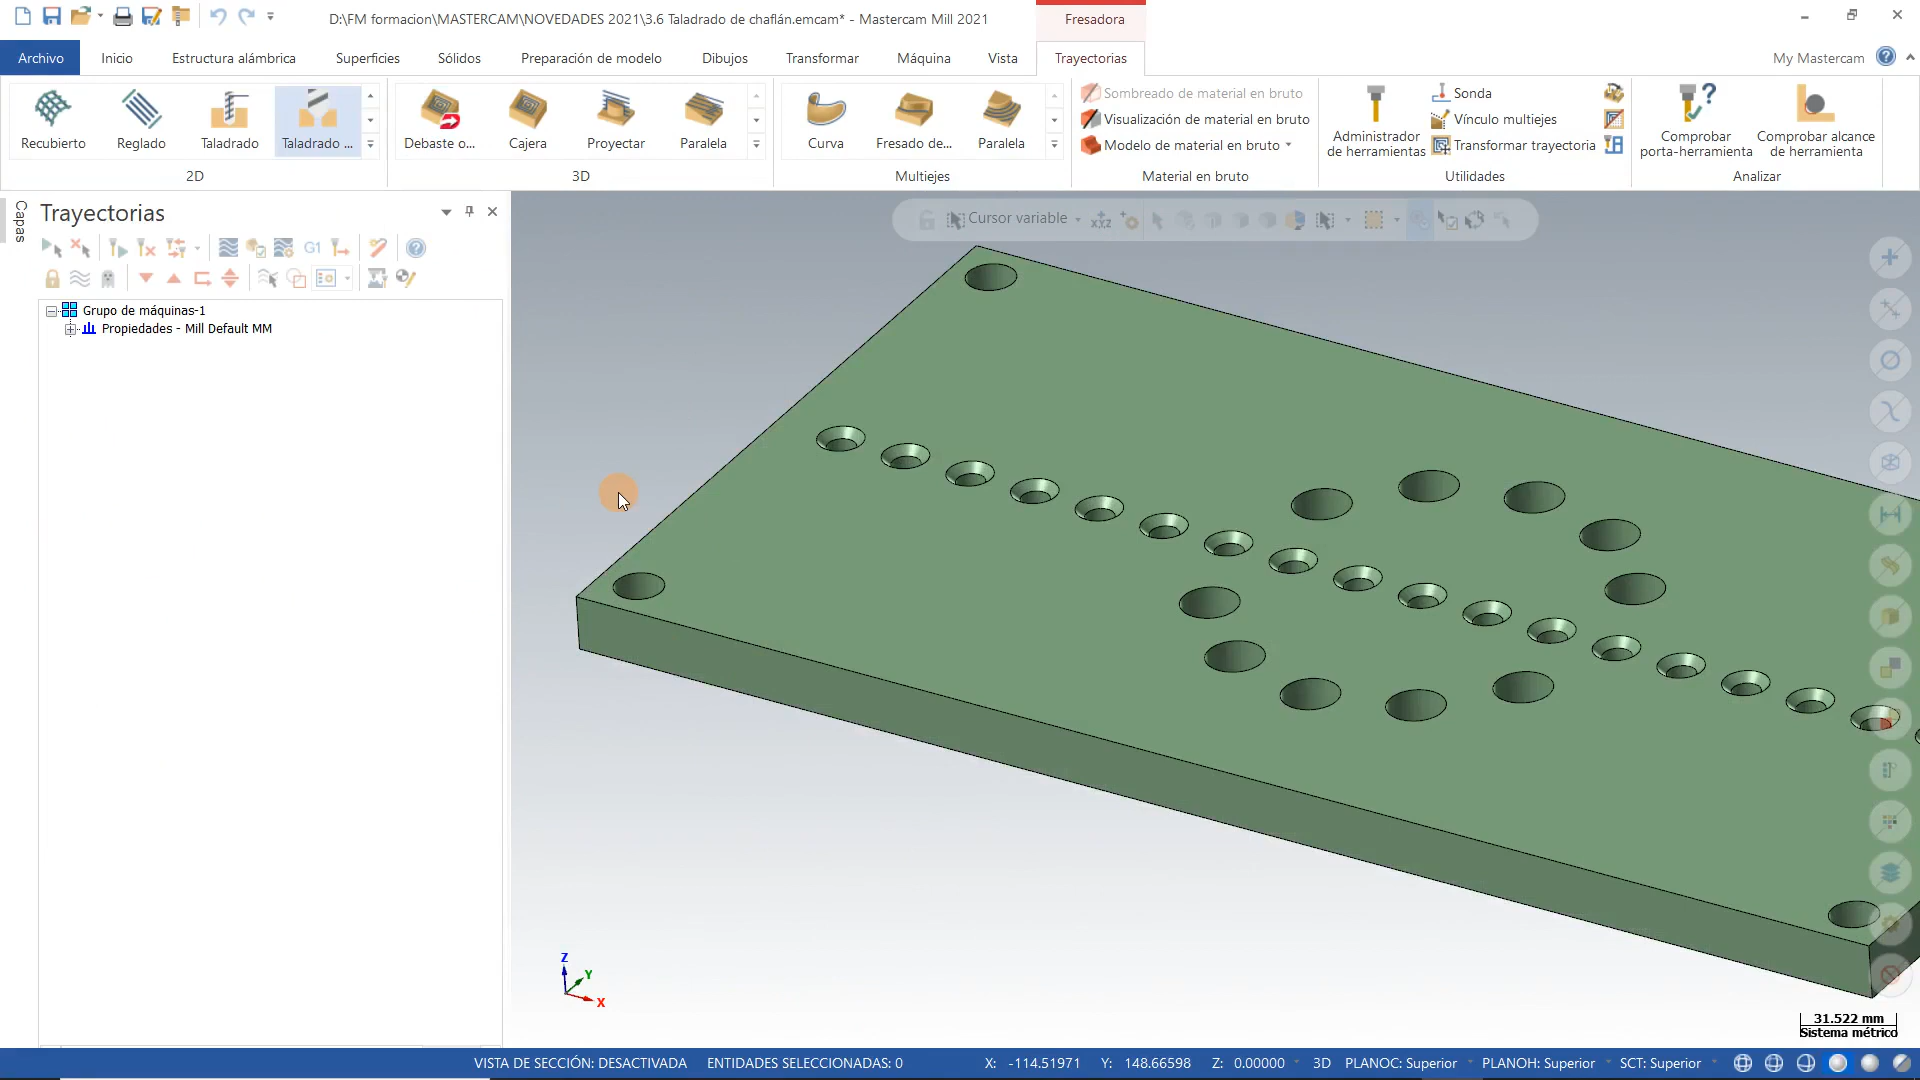 D:\FM formacion\MASTERCAM\NOVEDADES 2021\3.6 Taladrado de chaflán.emcam* - Mastercam Mill 2021
Fresadora
Archivo
Inicio
Estructura alámbrica
Superficies
Sólidos
Preparación de modelo
Dibujos
Transformar
Máquina
Vista
Trayectorias
My Mastercam
Recubierto
Reglado
Taladrado
Taladrado ...
2D
Debaste o...
Cajera
Proyectar
Paralela
3D
Curva
Fresado de...
Paralela
Multiejes
Sombreado de material en bruto
Visualización de material en bruto
Modelo de material en bruto
Material en bruto
Administrador
de herramientas
Sonda
Vínculo multiejes
Transformar trayectoria
Utilidades
Comprobar
porta-herramienta
Comprobar alcance
de herramienta
Analizar
Capas
Trayectorias
G1
Grupo de máquinas-1
Propiedades - Mill Default MM
Cursor variable
xyz
Z
Y
X
31.522 mm
Sistema métrico
VISTA DE SECCIÓN: DESACTIVADA
ENTIDADES SELECCIONADAS: 0
X: -114.51971
Y: 148.66598
Z: 0.00000
3D
PLANOC: Superior
PLANOH: Superior
SCT: Superior